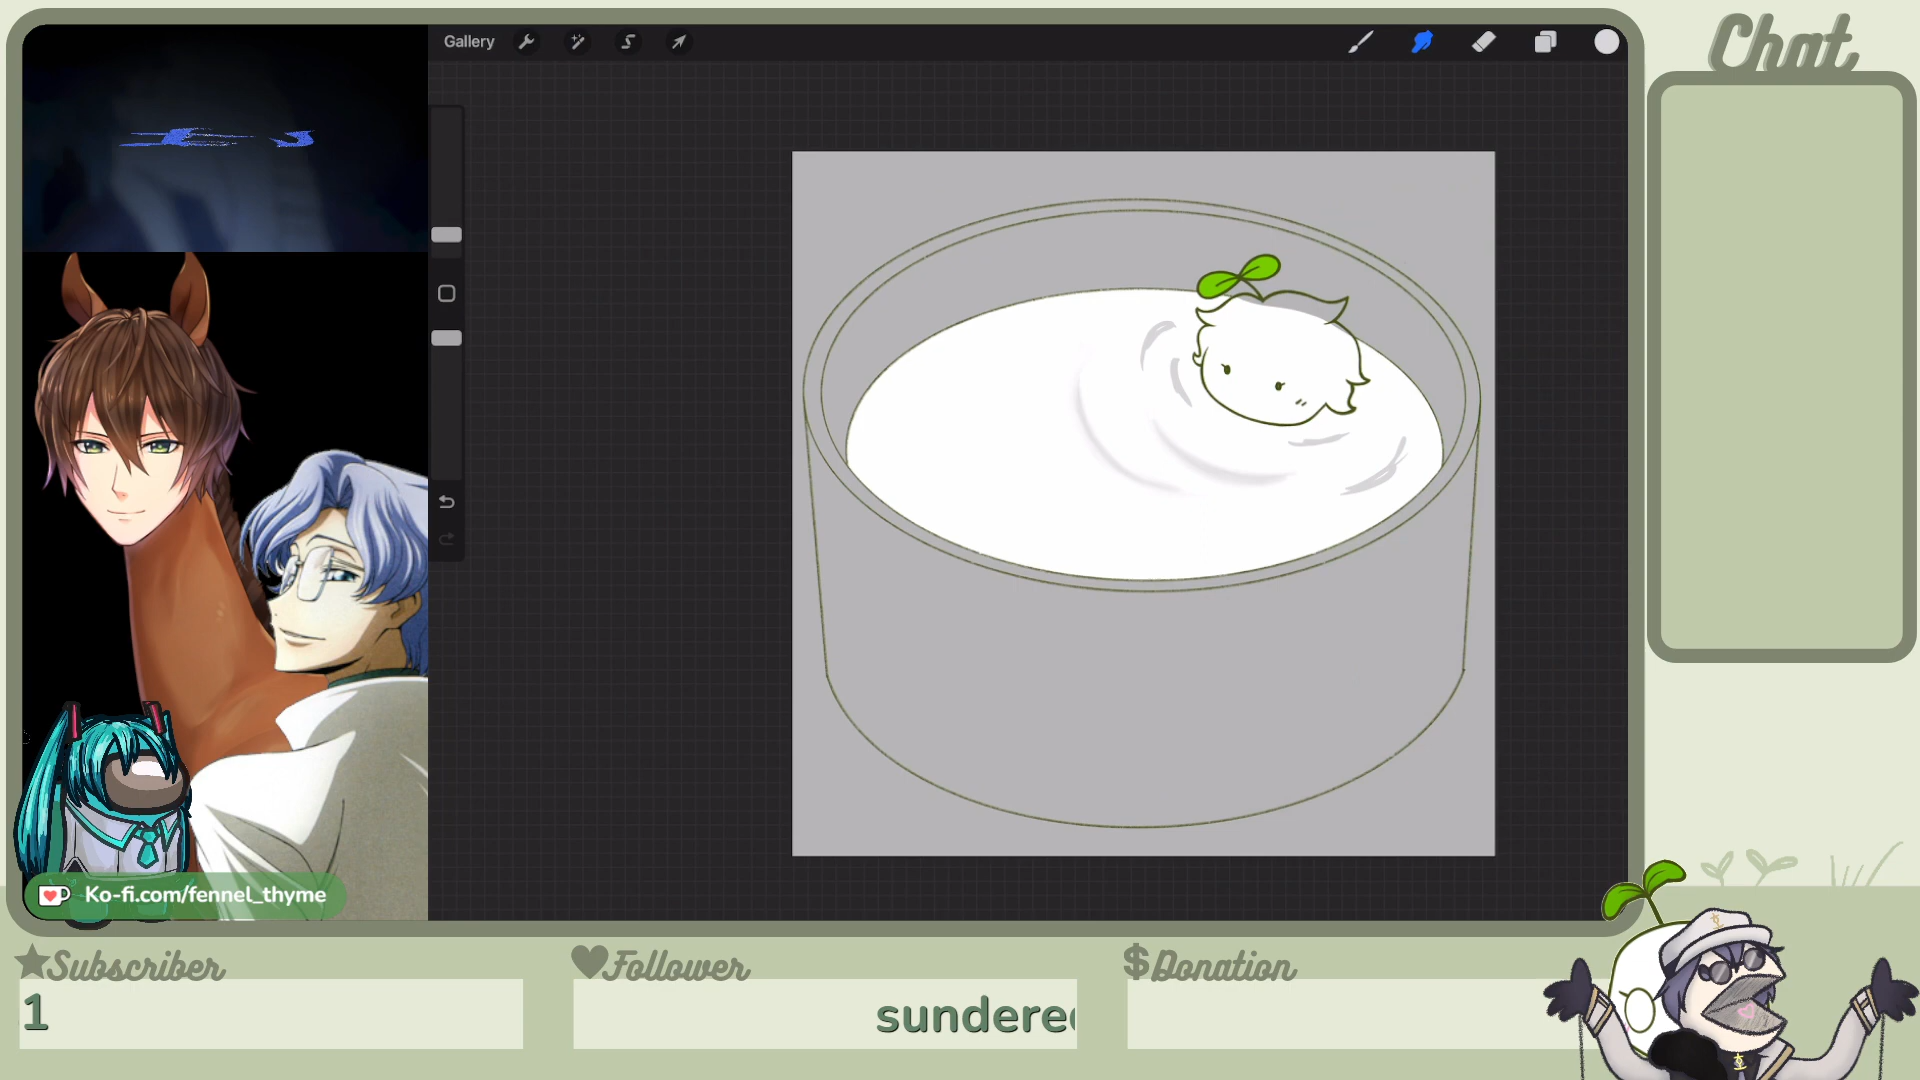 Gallery
Chat
Ko-fi.com/fennel_thyme
Subscriber
Follower
$Donation
1
sundere